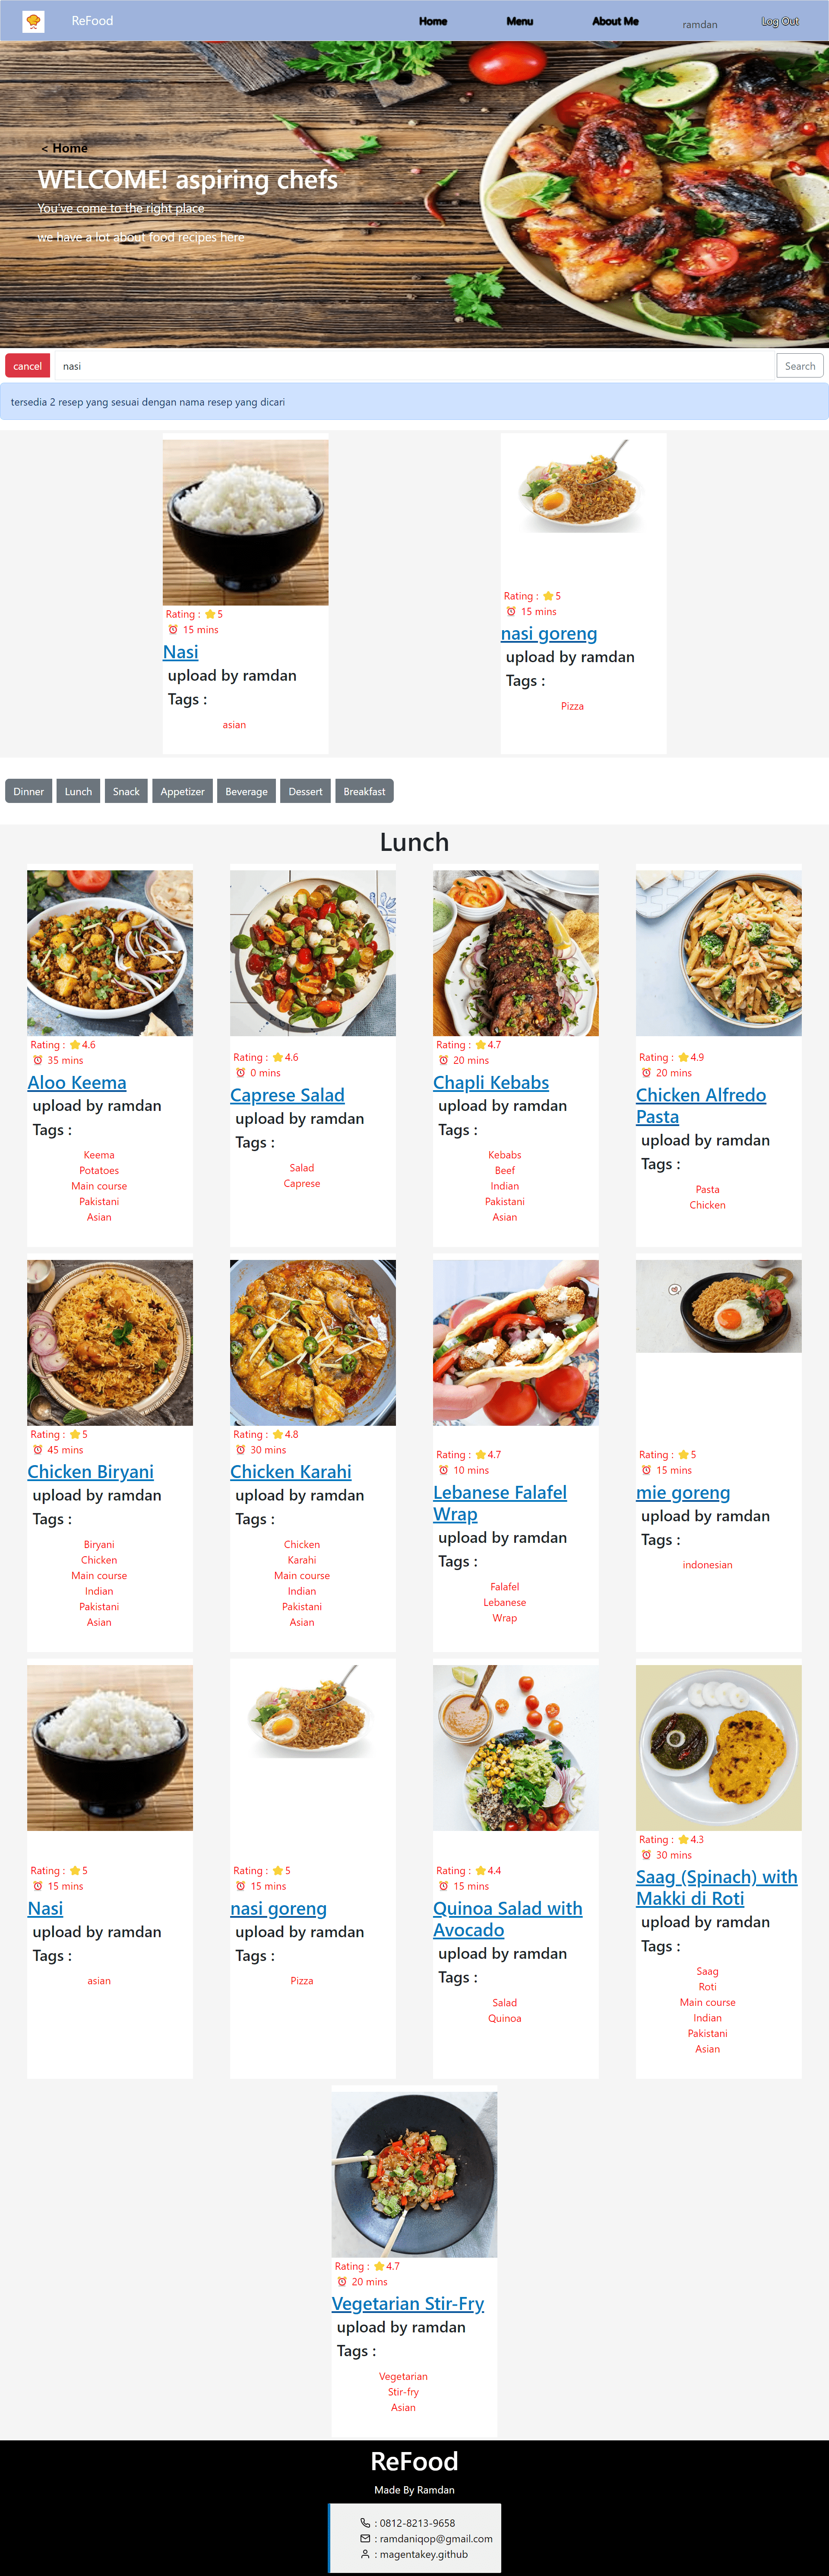 ReFood
Home
Menu
About Me
ramdan
Log Out
< Home
WELCOME! aspiring chefs
You've come to the right place
we have a lot about food recipes here
cancel
nasi
Search
tersedia 2 resep yang sesuai dengan nama resep yang dicari
Rating : ⭐5
15 mins
Nasi
upload by ramdan
Tags :
asian
Rating : ⭐5
15 mins
nasi goreng
upload by ramdan
Tags :
Pizza
Dinner
Lunch
Snack
Appetizer
Beverage
Dessert
Breakfast
Lunch
Rating : ⭐4.6
35 mins
Aloo Keema
upload by ramdan
Tags :
Keema
Potatoes
Main course
Pakistani
Asian
Rating : ⭐4.6
0 mins
Caprese Salad
upload by ramdan
Tags :
Salad
Caprese
Rating : ⭐4.7
20 mins
Chapli Kebabs
upload by ramdan
Tags :
Kebabs
Beef
Indian
Pakistani
Asian
Rating : ⭐4.9
20 mins
Chicken Alfredo
Pasta
upload by ramdan
Tags :
Pasta
Chicken
Rating : ⭐5
45 mins
Chicken Biryani
upload by ramdan
Tags :
Biryani
Chicken
Main course
Indian
Pakistani
Asian
Rating : ⭐4.8
30 mins
Chicken Karahi
upload by ramdan
Tags :
Chicken
Karahi
Main course
Indian
Pakistani
Asian
Rating : ⭐4.7
10 mins
Lebanese Falafel
Wrap
upload by ramdan
Tags :
Falafel
Lebanese
Wrap
Rating : ⭐5
15 mins
mie goreng
upload by ramdan
Tags :
indonesian
Rating : ⭐5
15 mins
Nasi
upload by ramdan
Tags :
asian
Rating : ⭐5
15 mins
nasi goreng
upload by ramdan
Tags :
Pizza
Rating : ⭐4.4
15 mins
Quinoa Salad with
Avocado
upload by ramdan
Tags :
Salad
Quinoa
Rating : ⭐4.3
30 mins
Saag (Spinach) with
Makki di Roti
upload by ramdan
Tags :
Saag
Roti
Main course
Indian
Pakistani
Asian
Rating : ⭐4.7
20 mins
Vegetarian Stir-Fry
upload by ramdan
Tags :
Vegetarian
Stir-fry
Asian
ReFood
Made By Ramdan
: 0812-8213-9658
: ramdaniqop@gmail.com
: magentakey.github